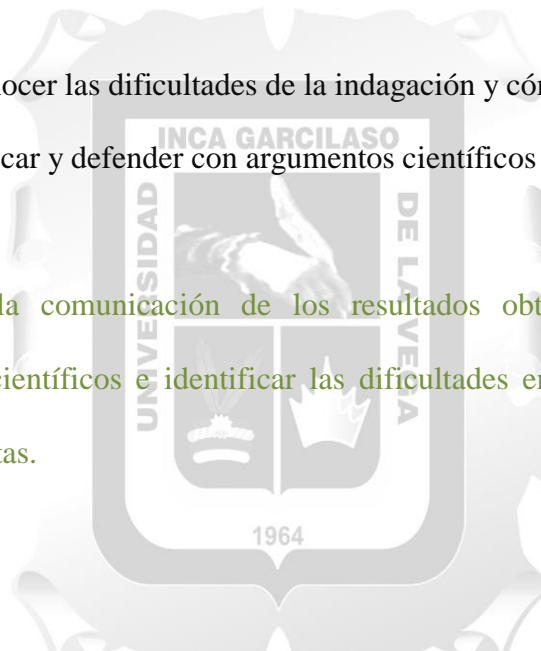 ocer las dificultades de la indagación y có
INCA GARCILASO
car y defender con argumentos científicos
UNIVERSIDAD
DE LA VEGA
la comunicación de los resultados obt
científicos e identificar las dificultades en
tas.
1964